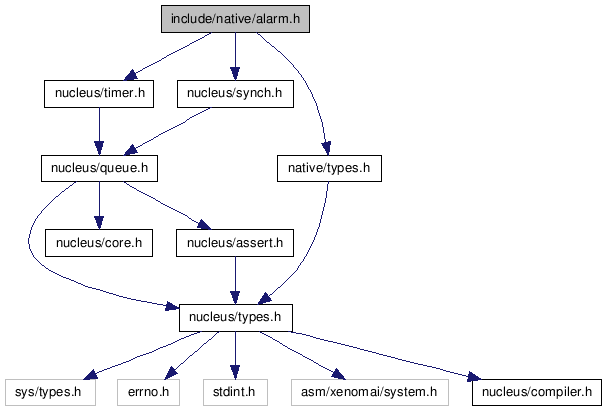 include/native/alarm.h
nucleus/timer.h
nucleus/synch.h
nucleus/queue.h
native/types.h
nucleus/core.h
nucleus/assert.h
nucleus/types.h
sys/types.h
errno.h
stdint.h
asm/xenomai/system.h
nucleus/compiler.h